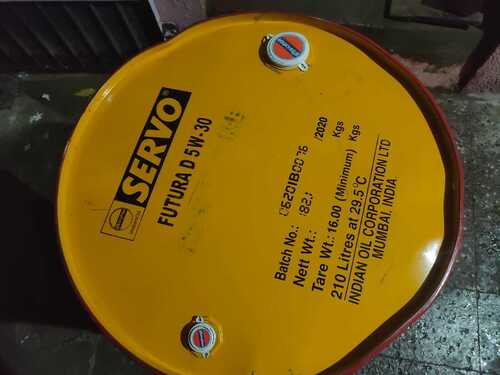 SERVO
FUTURA D 5W-30
/2020
Batch No.:
Nett Wt.: Kgs
Tare Wt.: 16.00 (Minimum) Kgs
210 Litres at 29.5°C
INDIAN OIL CORPORATION LTD
MUMBAI. INDIA.